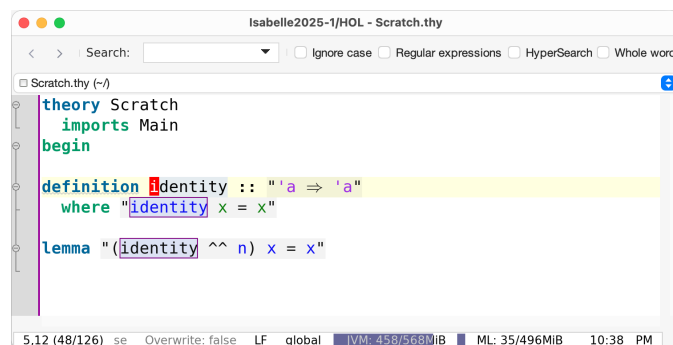 Isabelle2025-1/HOL - Scratch.thy
Search: Ignore case Regular expressions HyperSearch Whole word
Scratch.thy (~/)
theory Scratch
imports Main
begin
definition identity :: "'a ⇒ 'a"
where "identity x = x"
lemma "(identity ^^ n) x = x"
5,12 (48/126) se Overwrite: false LF global JVM: 458/568MiB ML: 35/496MiB 10:38 PM